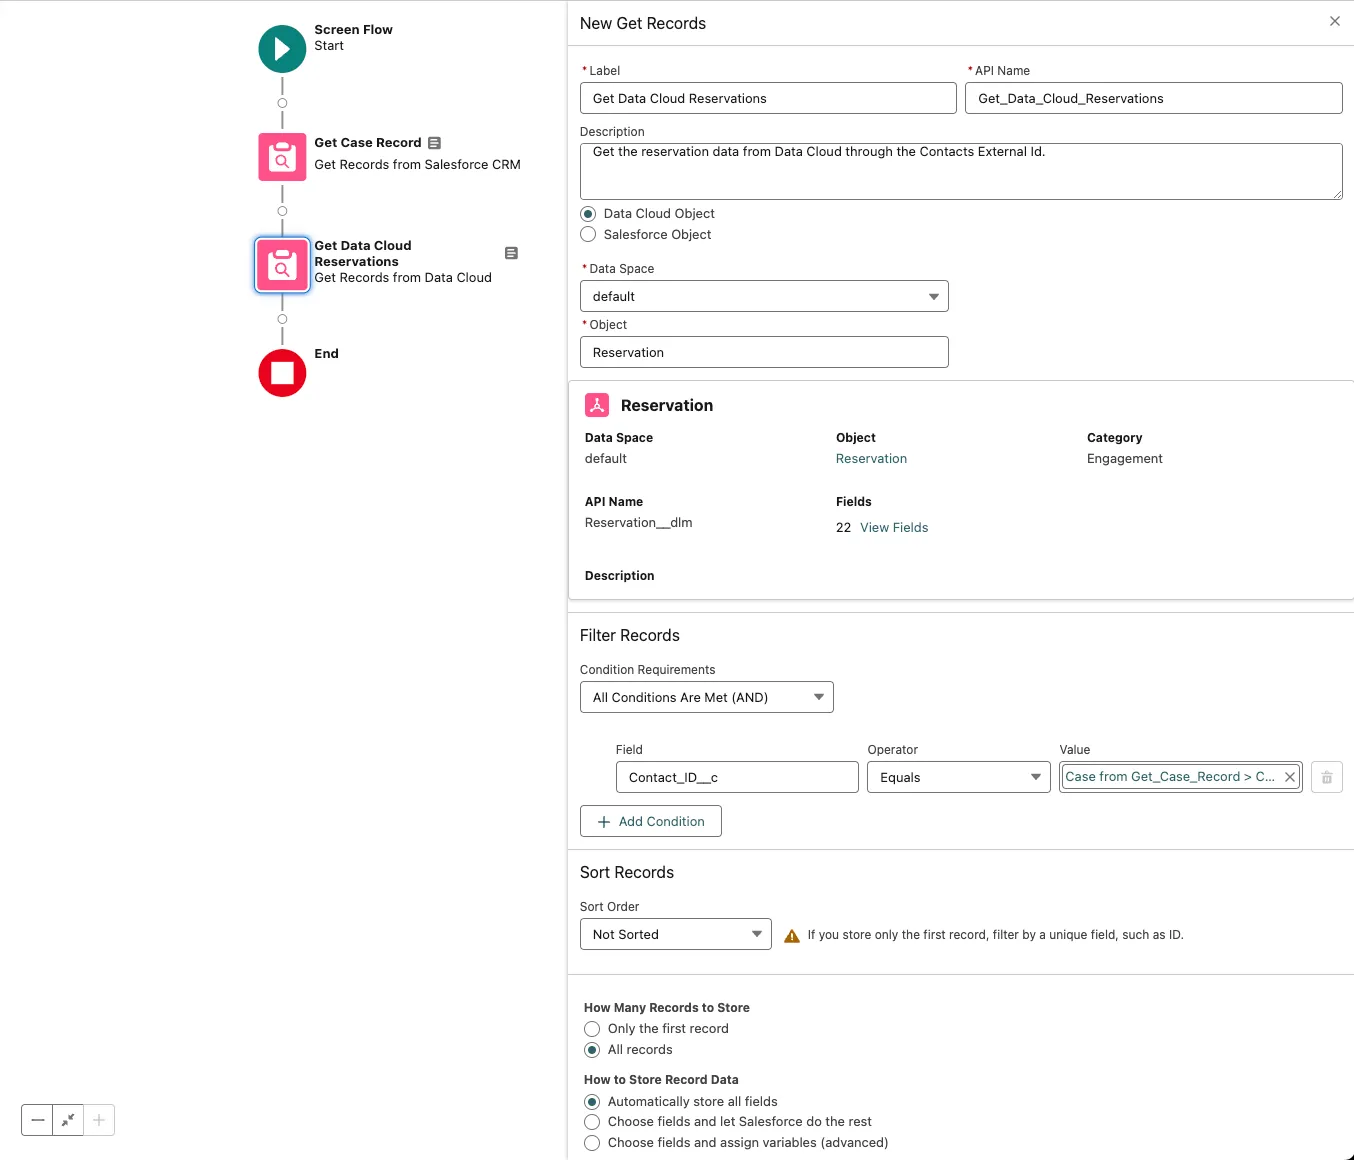 Screen Flow
Start
Get Case Record
Get Records from Salesforce CRM
Get Data Cloud
Reservations
Get Records from Data Cloud
End
New Get Records
* Label
* API Name
Get Data Cloud Reservations
Get_Data_Cloud_Reservations
Description
Get the reservation data from Data Cloud through the Contacts External Id.
Data Cloud Object
Salesforce Object
* Data Space
default
* Object
Reservation
Reservation
Data Space
Object
Category
default
Reservation
Engagement
API Name
Fields
Reservation__dlm
22 View Fields
Description
Filter Records
Condition Requirements
All Conditions Are Met (AND)
Field
Operator
Value
Contact_ID__c
Equals
Case from Get_Case_Record > C...
Add Condition
Sort Records
Sort Order
Not Sorted
If you store only the first record, filter by a unique field, such as ID.
How Many Records to Store
Only the first record
All records
How to Store Record Data
Automatically store all fields
Choose fields and let Salesforce do the rest
Choose fields and assign variables (advanced)